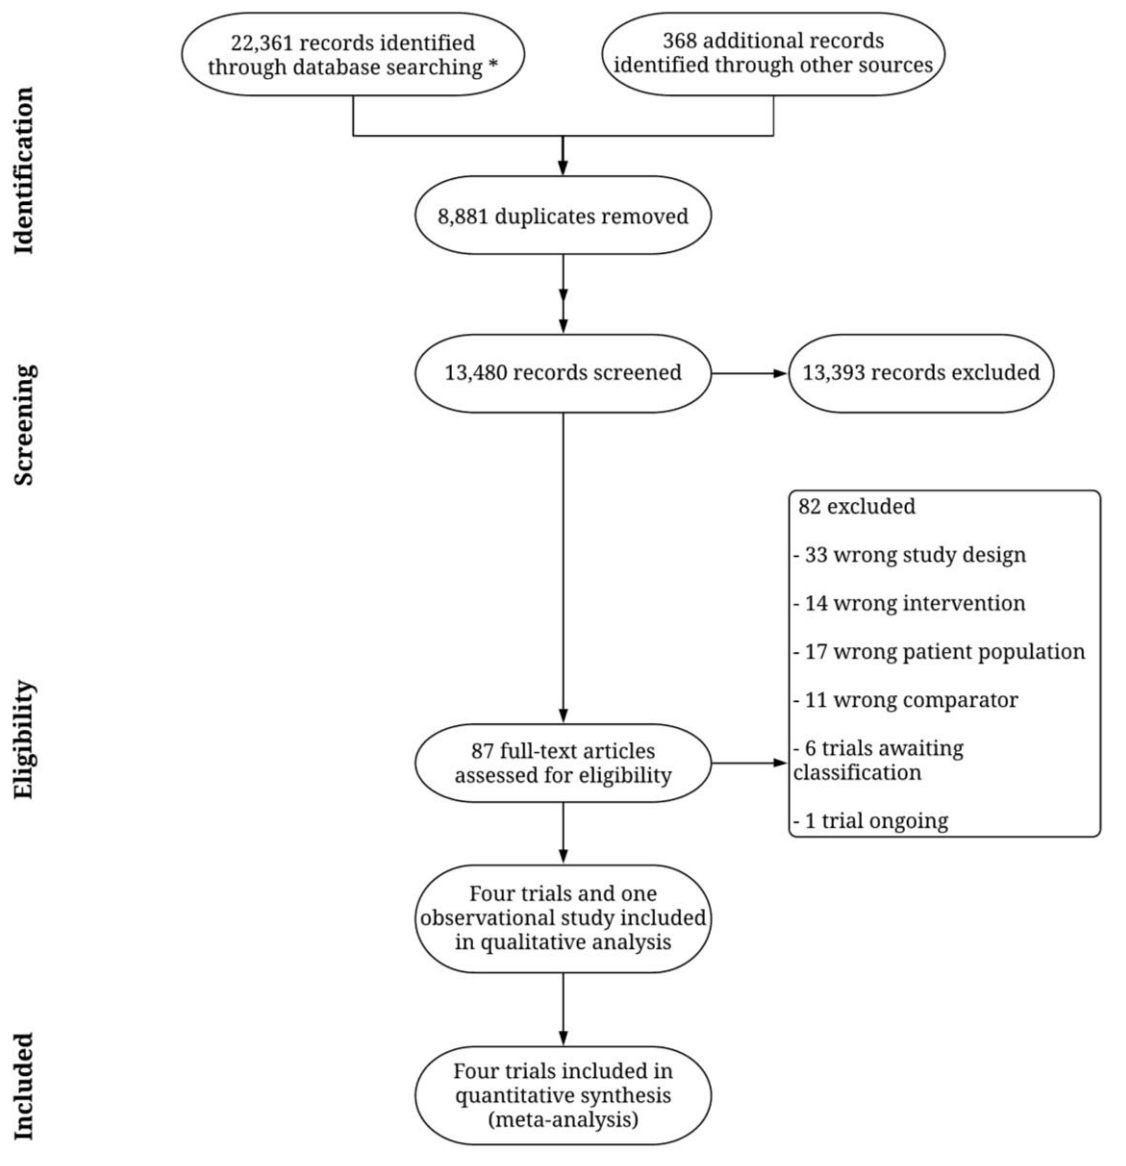 Identification
22,361 records identified
through database searching *
368 additional records
identified through other sources
8,881 duplicates removed
Screening
13,480 records screened
13,393 records excluded
Eligibility
87 full-text articles
assessed for eligibility
82 excluded
- 33 wrong study design
- 14 wrong intervention
- 17 wrong patient population
- 11 wrong comparator
- 6 trials awaiting
classification
- 1 trial ongoing
Four trials and one
observational study included
in qualitative analysis
Included
Four trials included in
quantitative synthesis
(meta-analysis)